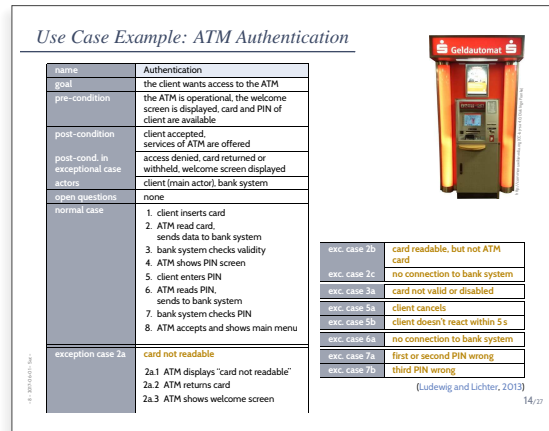 Use Case Example: ATM Authentication
Geldautomat
name Authentication
goal the client wants access to the ATM
pre-condition the ATM is operational, the welcome
screen is displayed, card and PIN of
client are available
post-condition client accepted,
services of ATM are offered
post-cond. in access denied, card returned or
exceptional case withheld, welcome screen displayed
actors client (main actor), bank system
open questions none
normal case 1. client inserts card
2. ATM read card,
sends data to bank system
3. bank system checks validity
4. ATM shows PIN screen
5. client enters PIN
6. ATM reads PIN,
sends to bank system
7. bank system checks PIN
8. ATM accepts and shows main menu
exception case 2a card not readable
2a.1 ATM displays “card not readable”
2a.2 ATM returns card
2a.3 ATM shows welcome screen
exc. case 2b card readable, but not ATM
card
exc. case 2c no connection to bank system
exc. case 3a card not valid or disabled
exc. case 5a client cancels
exc. case 5b client doesn’t react within 5 s
exc. case 6a no connection to bank system
exc. case 7a first or second PIN wrong
exc. case 7b third PIN wrong
(Ludewig and Lichter, 2013)
14/27